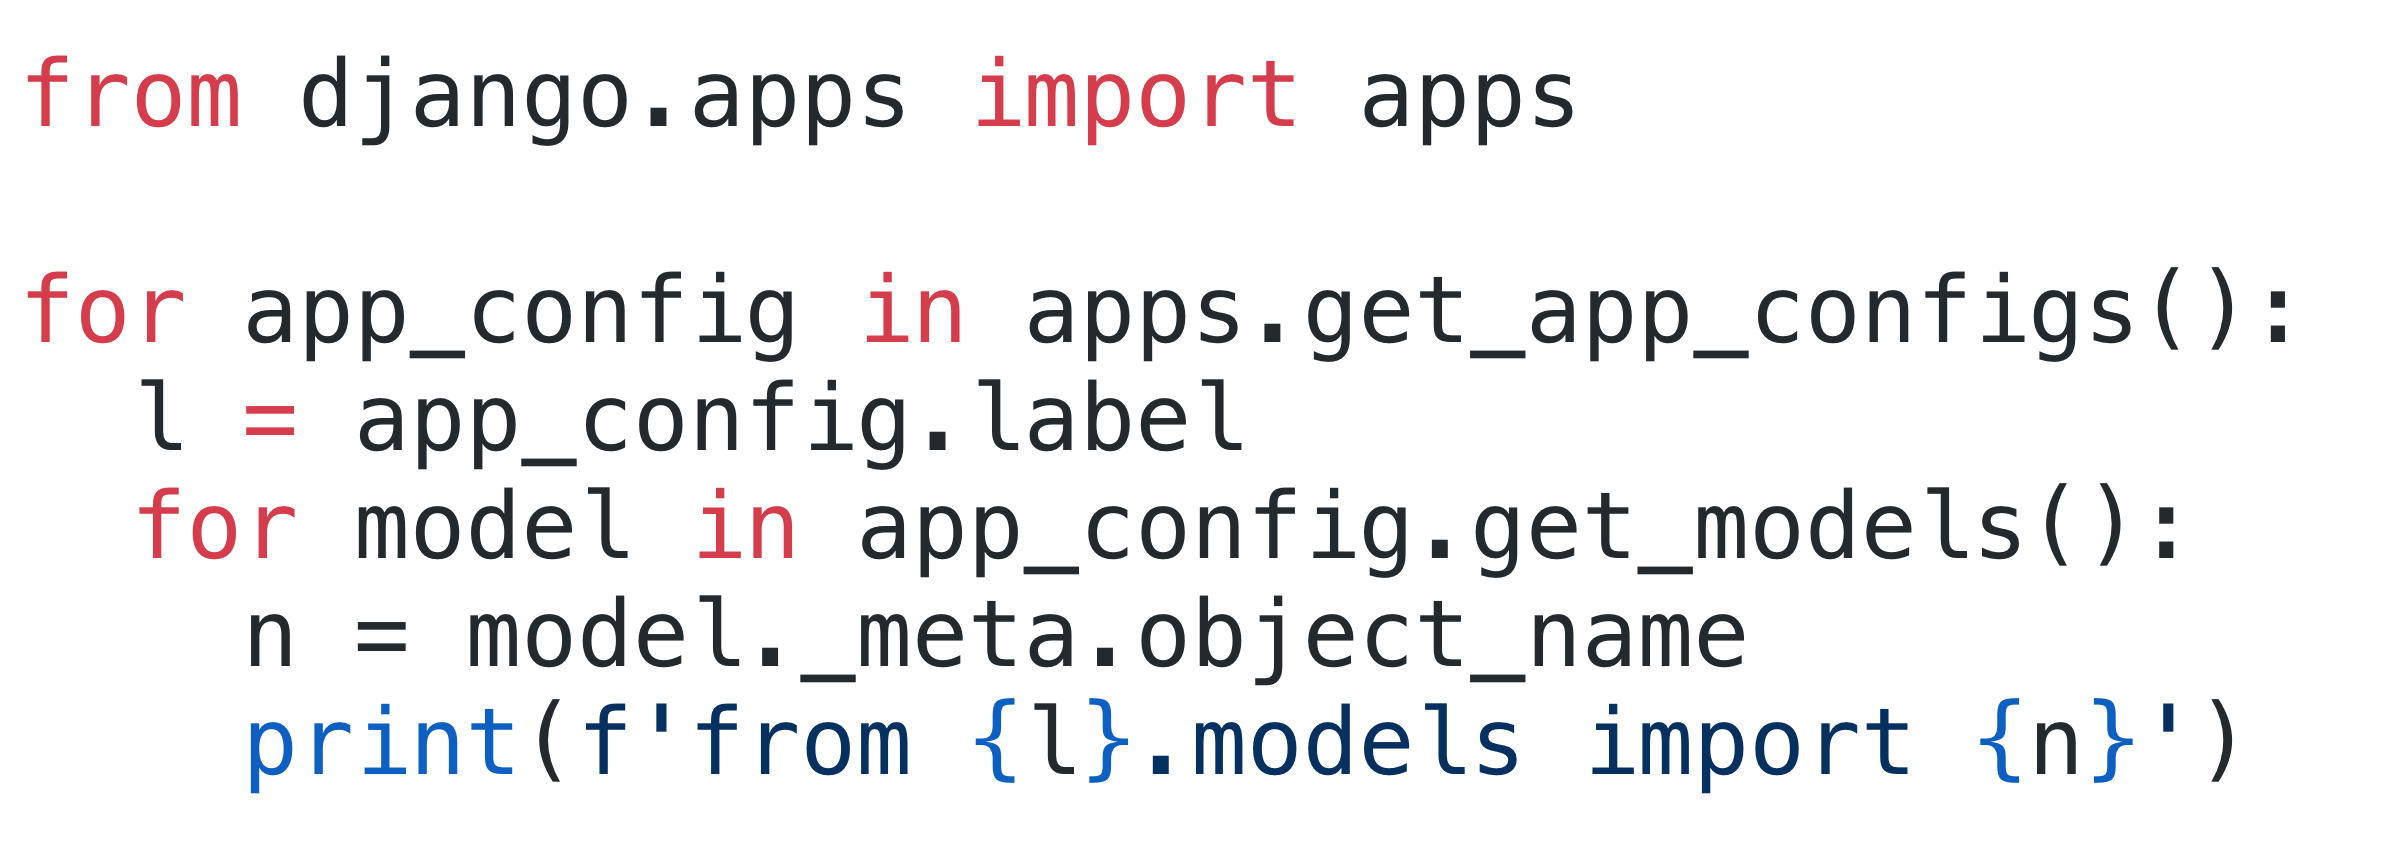 from django.apps import apps

for app_config in apps.get_app_configs():
  l = app_config.label
  for model in app_config.get_models():
    n = model._meta.object_name
    print(f'from {l}.models import {n}')